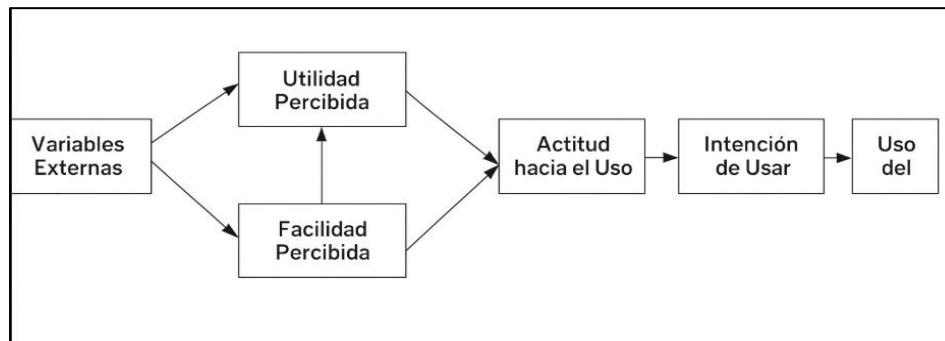 Variables
Externas
Utilidad
Percibida
Facilidad
Percibida
Actitud
hacia el Uso
Intención
de Usar
Uso
del